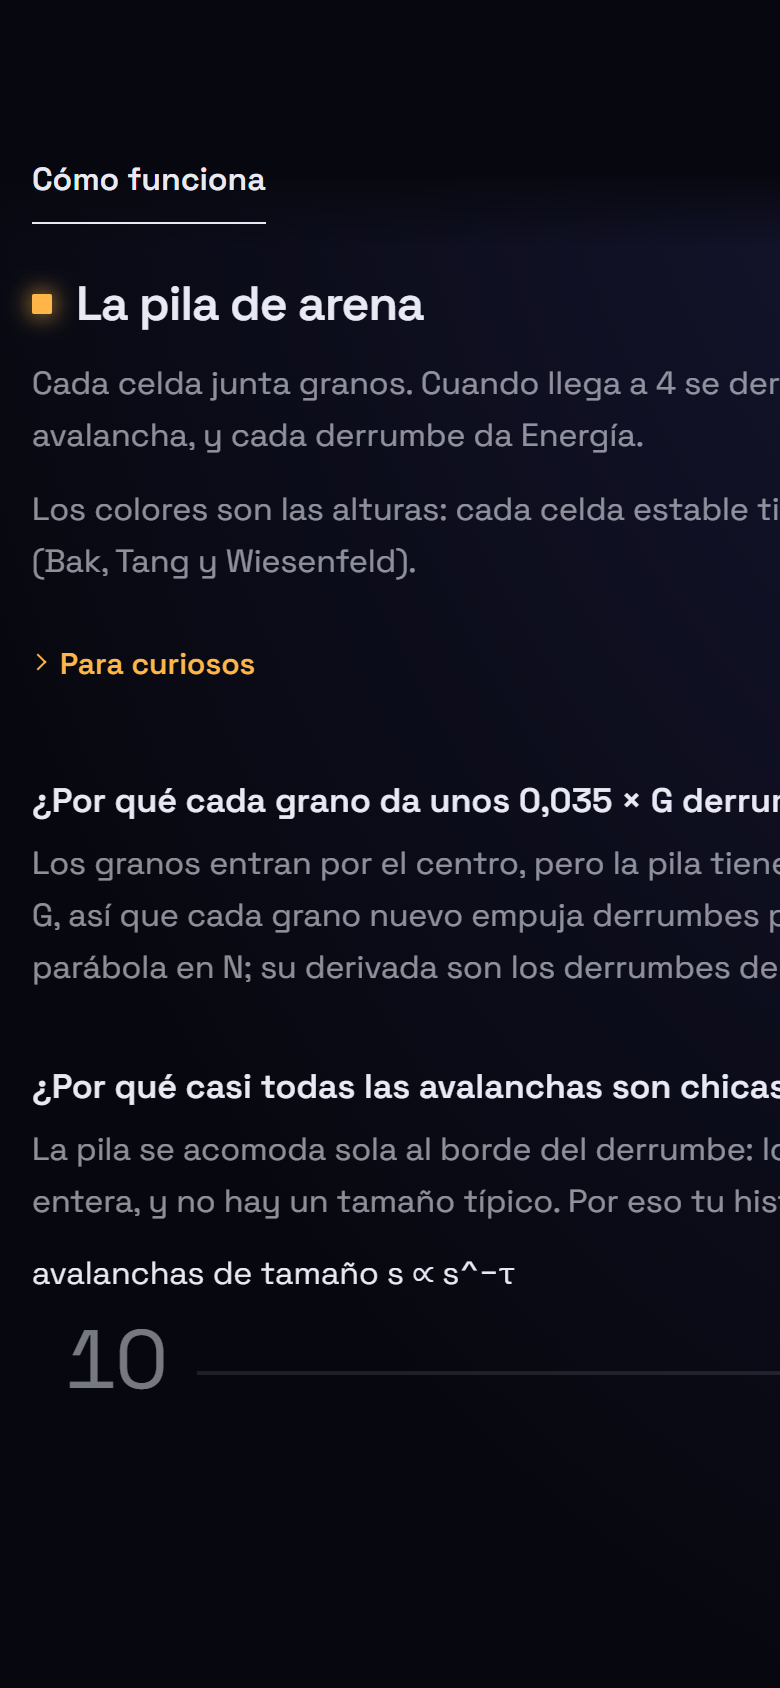 Cómo funciona
La pila de arena
Cada celda junta granos. Cuando llega a 4 se der
avalancha, y cada derrumbe da Energía.
Los colores son las alturas: cada celda estable ti
(Bak, Tang y Wiesenfeld).
Para curiosos
¿Por qué cada grano da unos 0,035 × G derrum
Los granos entran por el centro, pero la pila tiene
G, así que cada grano nuevo empuja derrumbes p
parábola en N; su derivada son los derrumbes de
¿Por qué casi todas las avalanchas son chicas
La pila se acomoda sola al borde del derrumbe: lo
entera, y no hay un tamaño típico. Por eso tu his
avalanchas de tamaño s ∝ s^−τ
10